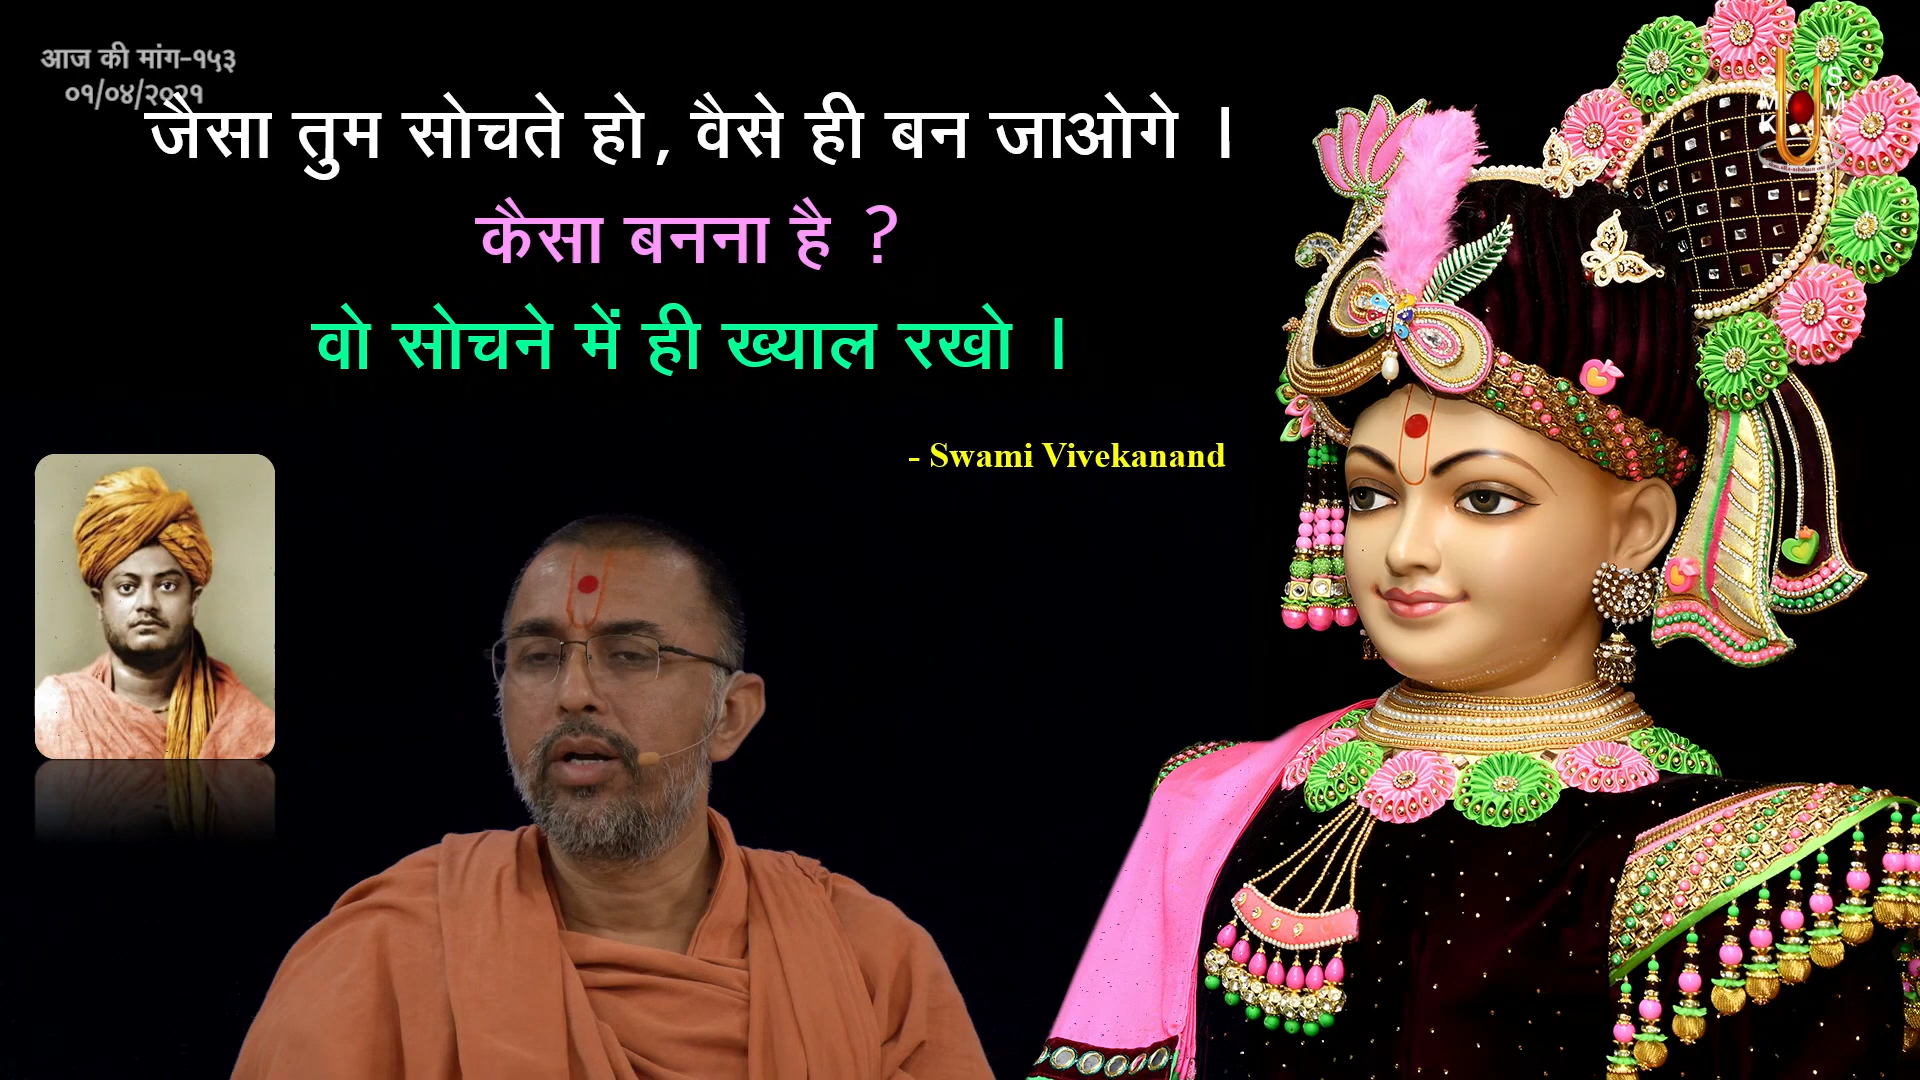 आज की मांग-१५३
०१/०४/२०२१
जैसा तुम सोचते हो, वैसे ही बन जाओगे ।
कैसा बनना है ?
वो सोचने में ही ख्याल रखो ।
- Swami Vivekanand
S S
M M
K K